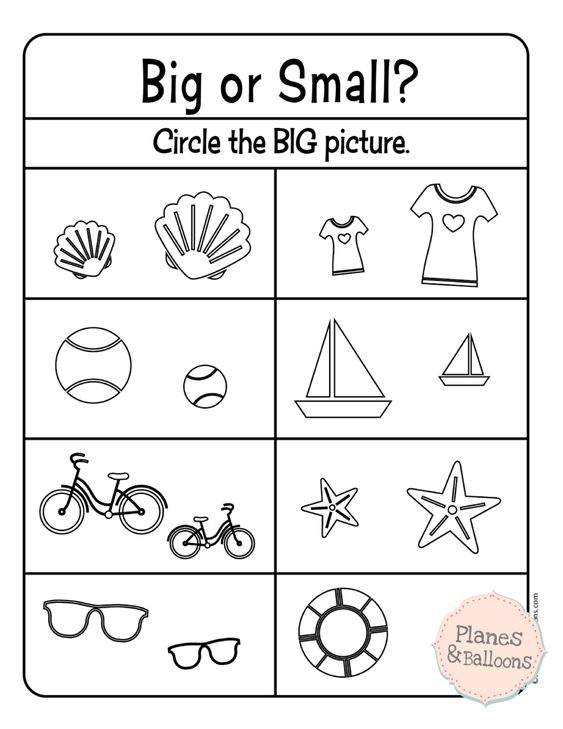 Big or Small?
Circle the BIG picture.
Planes
& Balloons